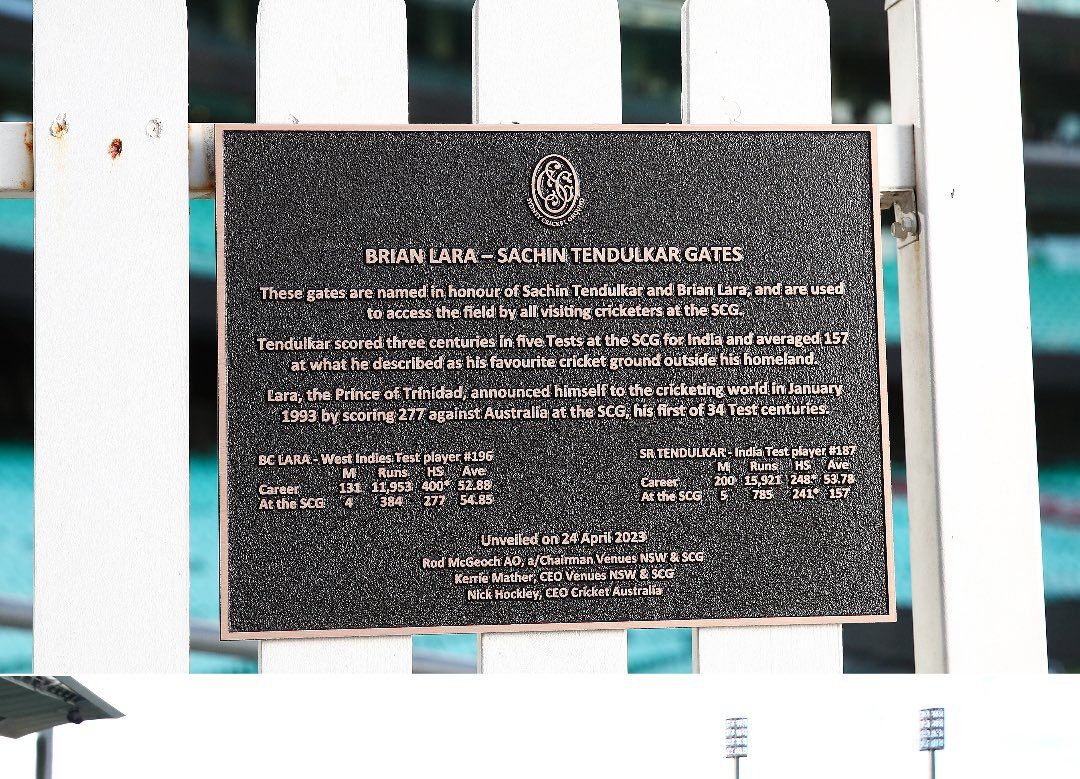 SYDNEY CRICKET GROUND
BRIAN LARA – SACHIN TENDULKAR GATES
These gates are named in honour of Sachin Tendulkar and Brian Lara, and are used
to access the field by all visiting cricketers at the SCG.
Tendulkar scored three centuries in five Tests at the SCG for India and averaged 157
at what he described as his favourite cricket ground outside his homeland.
Lara, the Prince of Trinidad, announced himself to the cricketing world in January
1993 by scoring 277 against Australia at the SCG, his first of 34 Test centuries.
BC LARA - West Indies Test player #196
M Runs HS Ave
Career 131 11,953 400* 52.88
At the SCG 4 384 277 54.85
SR TENDULKAR - India Test player #187
M Runs HS Ave
Career 200 15,921 248* 53.78
At the SCG 5 785 241* 157
Unveiled on 24 April 2023
Rod McGeoch AO, a/Chairman Venues NSW & SCG
Kerrie Mather, CEO Venues NSW & SCG
Nick Hockley, CEO Cricket Australia